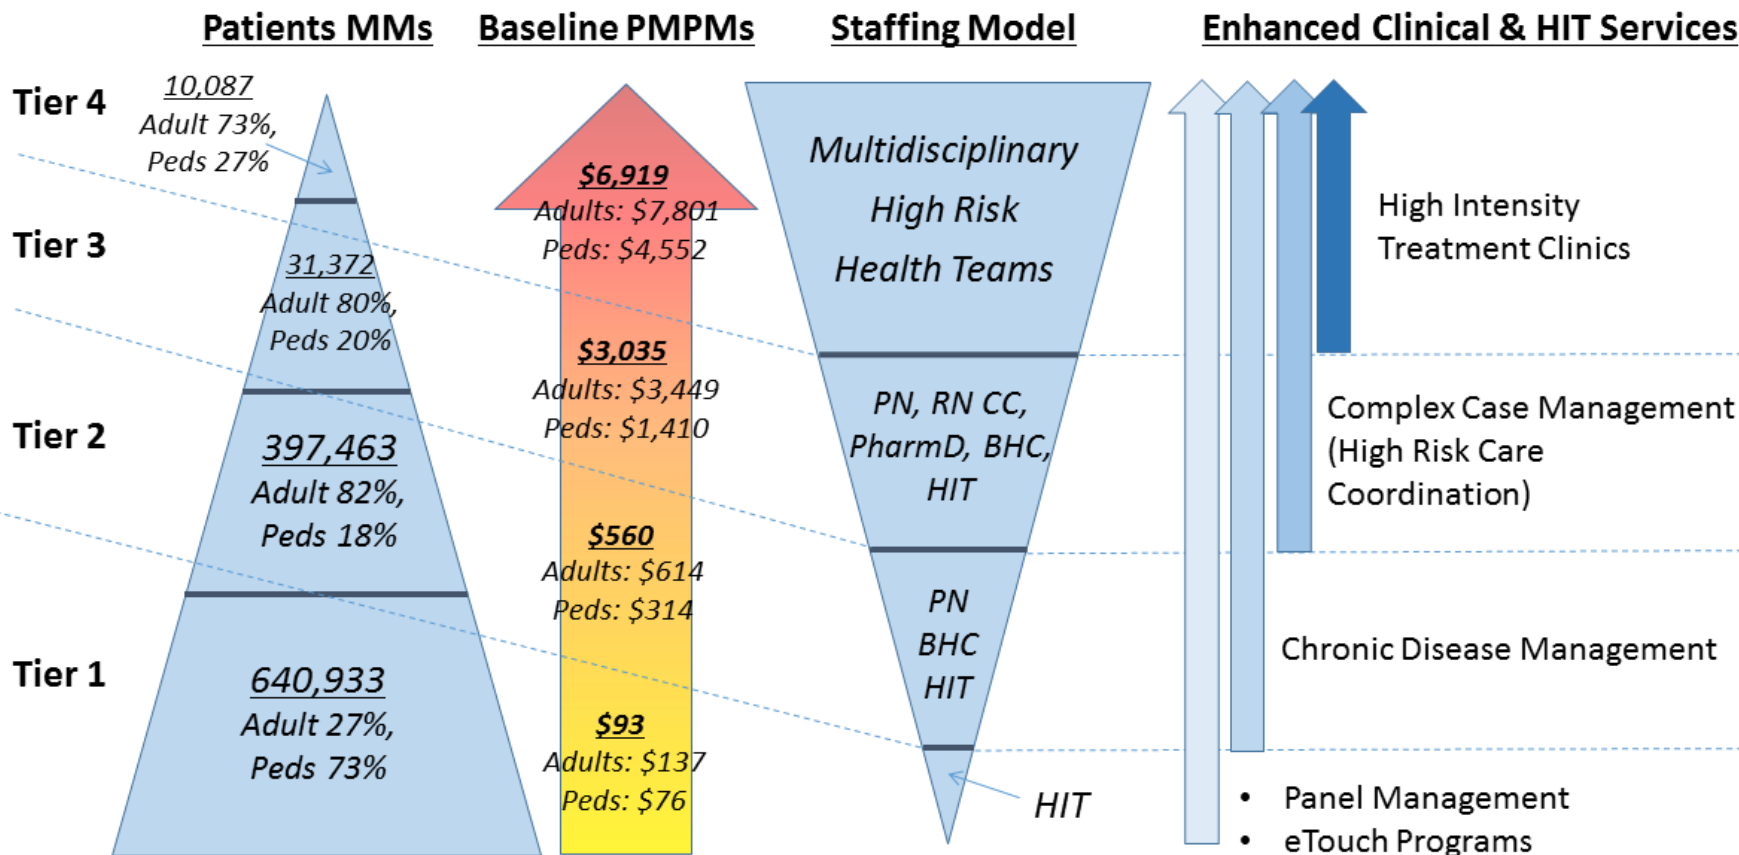 Patients MMs
Baseline PMPMs
Staffing Model
Enhanced Clinical & HIT Services
Tier 4
10,087
Adult 73%,
Peds 27%
$6,919
Adults: $7,801
Peds: $4,552
Multidisciplinary
High Risk
Health Teams
High Intensity
Treatment Clinics
Tier 3
31,372
Adult 80%,
Peds 20%
$3,035
Adults: $3,449
Peds: $1,410
PN, RN CC,
PharmD, BHC,
HIT
Complex Case Management
(High Risk Care
Coordination)
Tier 2
397,463
Adult 82%,
Peds 18%
$560
Adults: $614
Peds: $314
PN
BHC
HIT
Chronic Disease Management
Tier 1
640,933
Adult 27%,
Peds 73%
$93
Adults: $137
Peds: $76
HIT
• Panel Management
• eTouch Programs